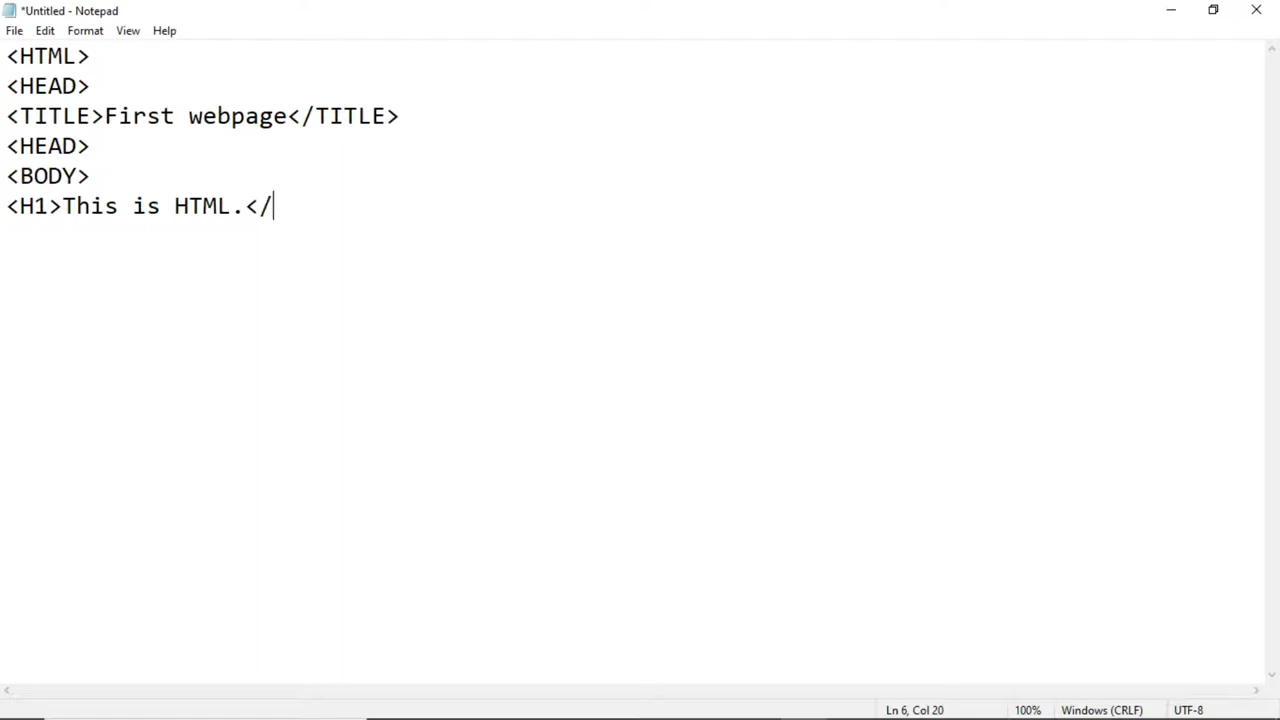 *Untitled - Notepad
File Edit Format View Help
<HTML>
<HEAD>
<TITLE>First webpage</TITLE>
<HEAD>
<BODY>
<H1>This is HTML.</
Ln 6, Col 20 100% Windows (CRLF) UTF-8